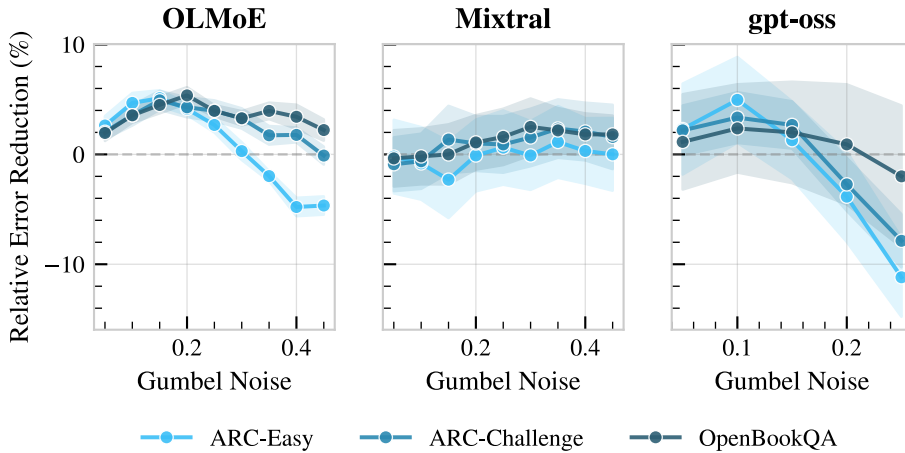 OLMoE
Mixtral
gpt-oss
Relative Error Reduction (%)
10
0
−10
0.2
0.4
0.2
0.4
0.1
0.2
Gumbel Noise
Gumbel Noise
Gumbel Noise
ARC-Easy
ARC-Challenge
OpenBookQA